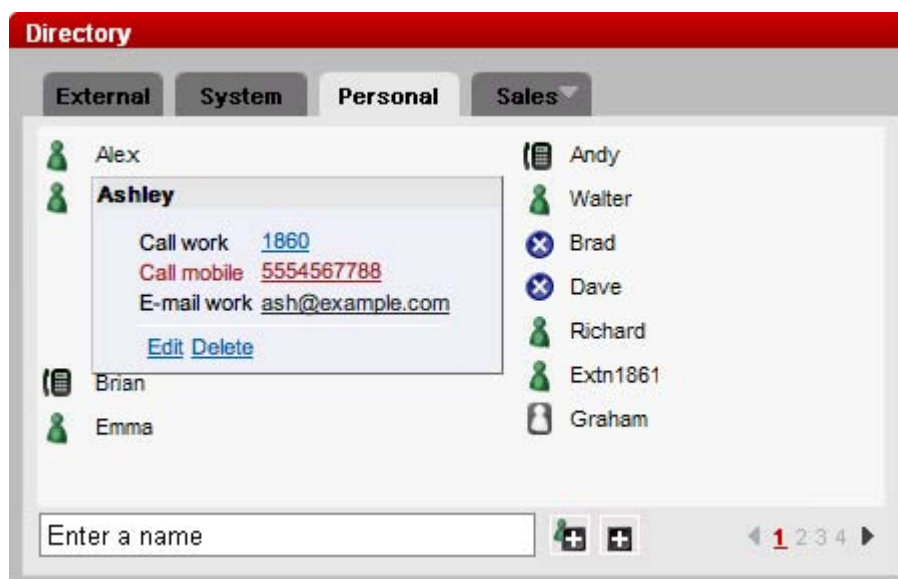 Directory
External System Personal Sales
Alex
Ashley
Call work 1860
Call mobile 5554567788
E-mail work ash@example.com
Edit Delete
Brian
Emma
Andy
Walter
Brad
Dave
Richard
Extn1861
Graham
Enter a name
1 2 3 4